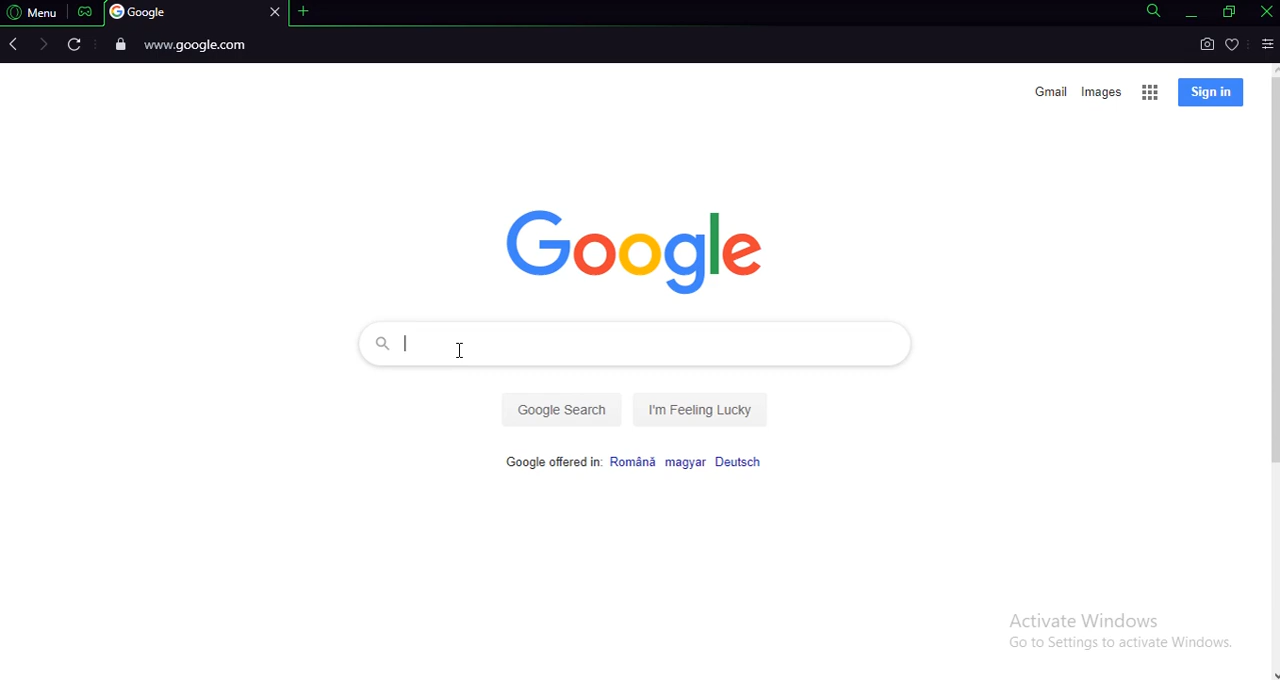 Menu Google
www.google.com
Gmail Images Sign in
Google
Google Search I'm Feeling Lucky
Google offered in: Română magyar Deutsch
Activate Windows
Go to Settings to activate Windows.